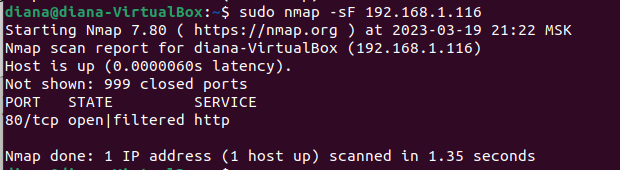 diana@diana-VirtualBox:~$ sudo nmap -sF 192.168.1.116
Starting Nmap 7.80 ( https://nmap.org ) at 2023-03-19 21:22 MSK
Nmap scan report for diana-VirtualBox (192.168.1.116)
Host is up (0.0000060s latency).
Not shown: 999 closed ports
PORT   STATE         SERVICE
80/tcp open|filtered http

Nmap done: 1 IP address (1 host up) scanned in 1.35 seconds